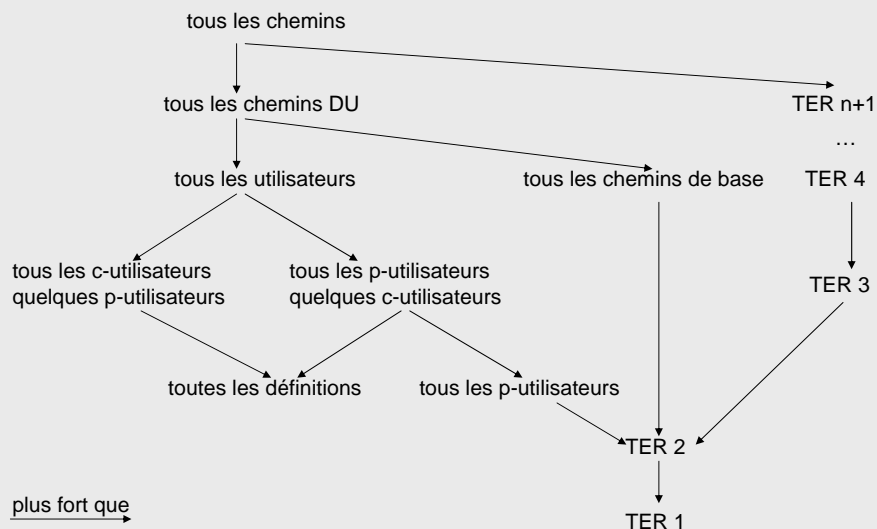 tous les chemins
tous les chemins DU
TER n+1
…
tous les utilisateurs
tous les chemins de base
TER 4
tous les c-utilisateurs
quelques p-utilisateurs
tous les p-utilisateurs
quelques c-utilisateurs
TER 3
toutes les définitions
tous les p-utilisateurs
TER 2
plus fort que
TER 1